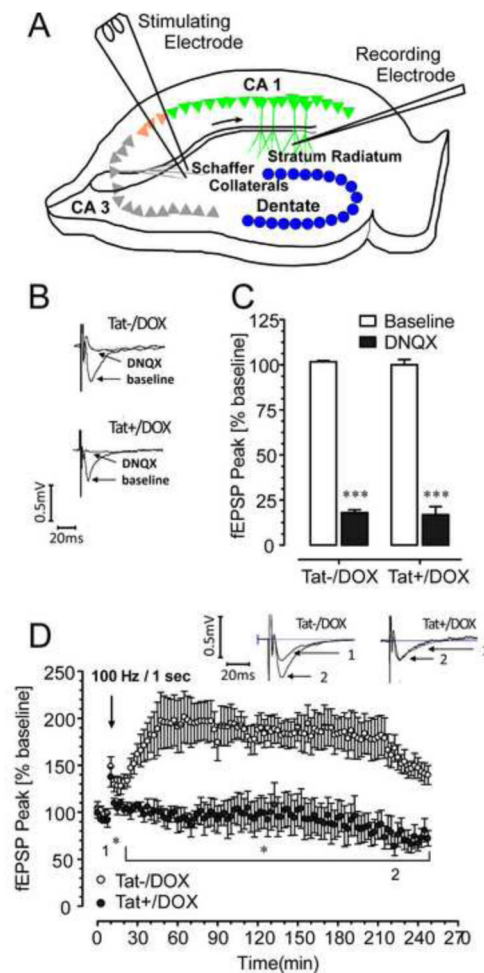 A
Stimulating
Electrode
Recording
Electrode
CA 1
Schaffer
Collaterals
Stratum Radiatum
CA 3
Dentate
B
Tat-/DOX
DNQX
baseline
Tat+/DOX
DNQX
baseline
0.5mV
20ms
C
Baseline
DNQX
fEPSP Peak [% baseline]
125
100
75
50
25
0
***
***
Tat-/DOX
Tat+/DOX
D
0.5mV
20ms
Tat-/DOX
1
2
Tat+/DOX
2
100 Hz / 1 sec
fEPSP Peak [% baseline]
250
200
150
100
50
0
1
*
*
2
Tat-/DOX
Tat+/DOX
0 30 60 90 120 150 180 210 240 270
Time(min)